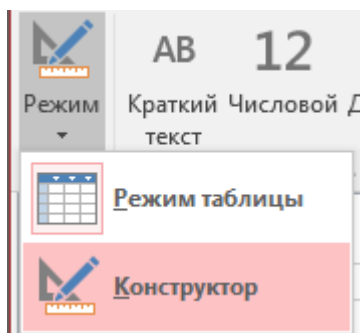 AB 12
Режим Краткий Числовой
текст
Режим таблицы
Конструктор